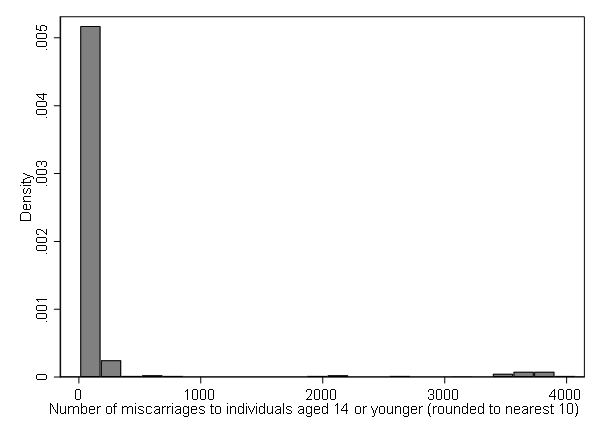 .005
.004
.003
.002
.001
0
Density
0 1000 2000 3000 4000
Number of miscarriages to individuals aged 14 or younger (rounded to nearest 10)